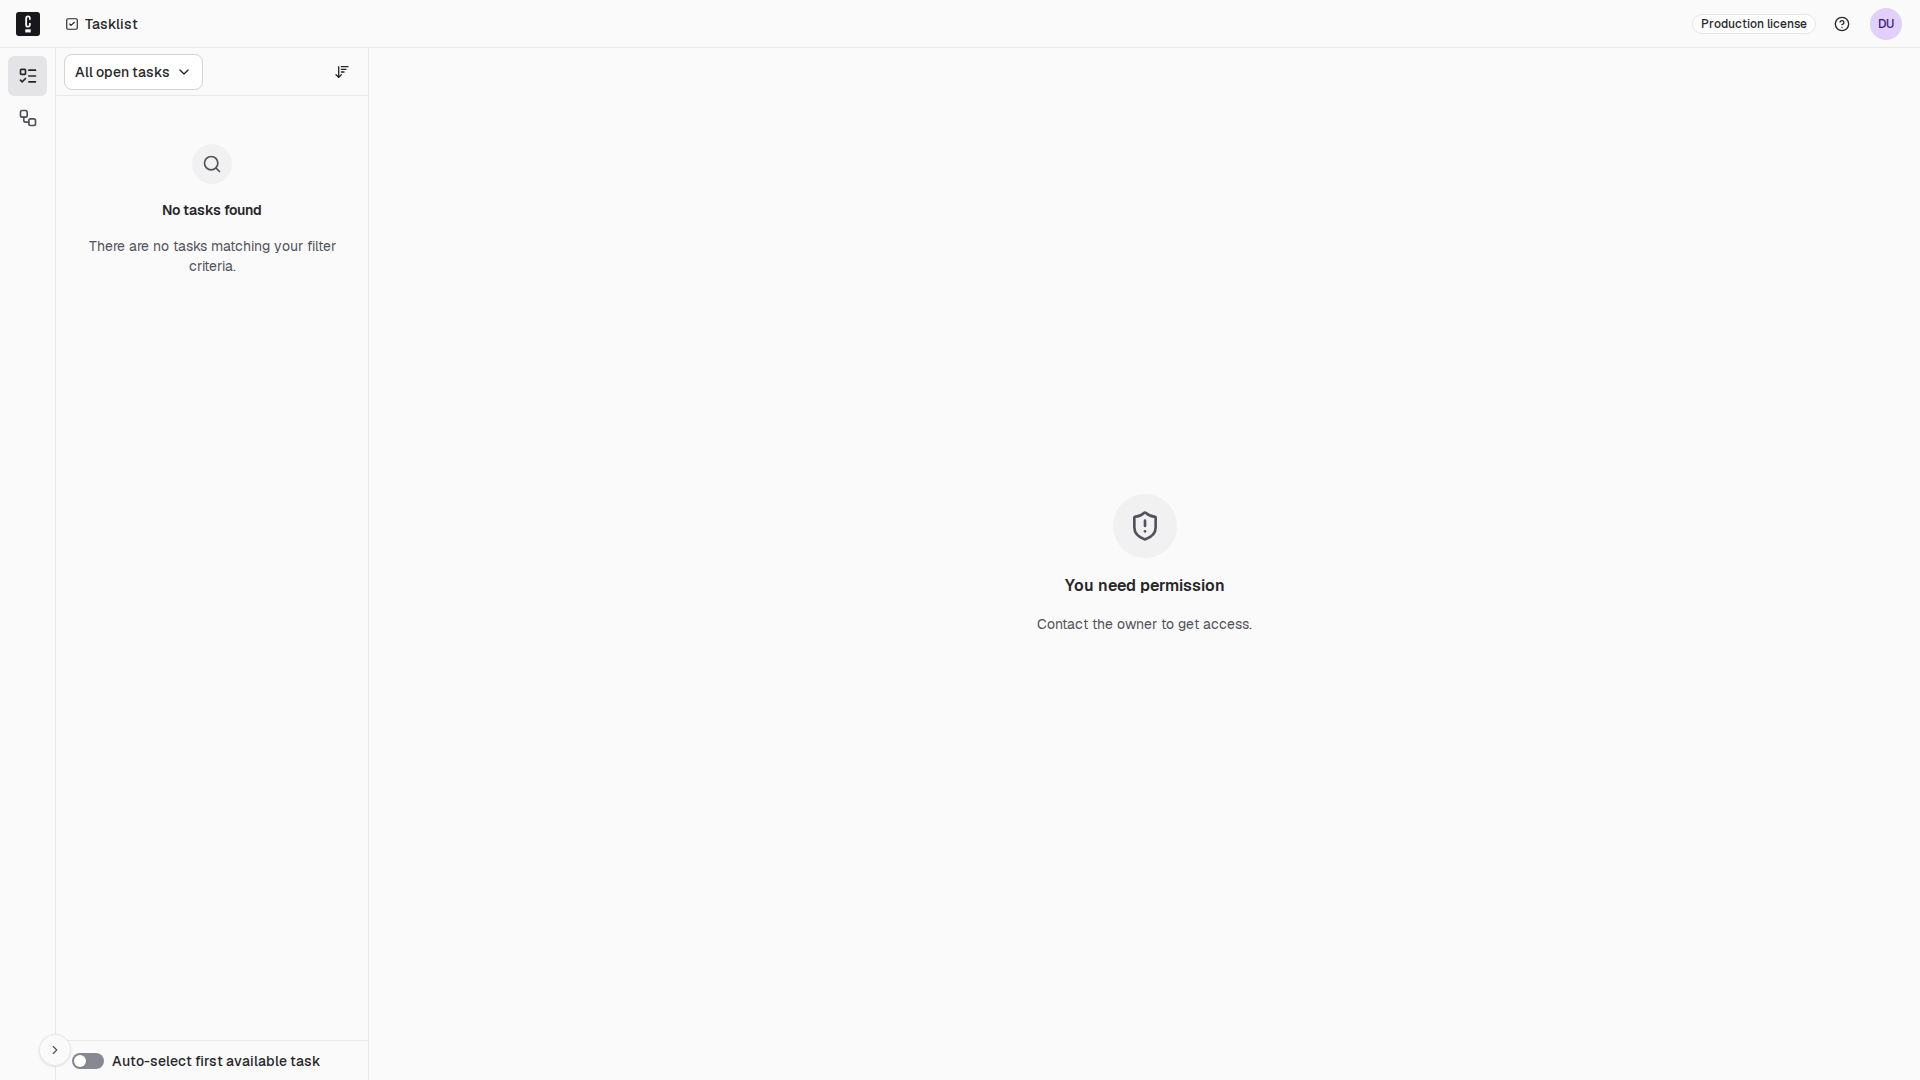 Tasklist
Production license
DU
All open tasks
No tasks found
There are no tasks matching your filter
criteria.
You need permission
Contact the owner to get access.
Auto-select first available task